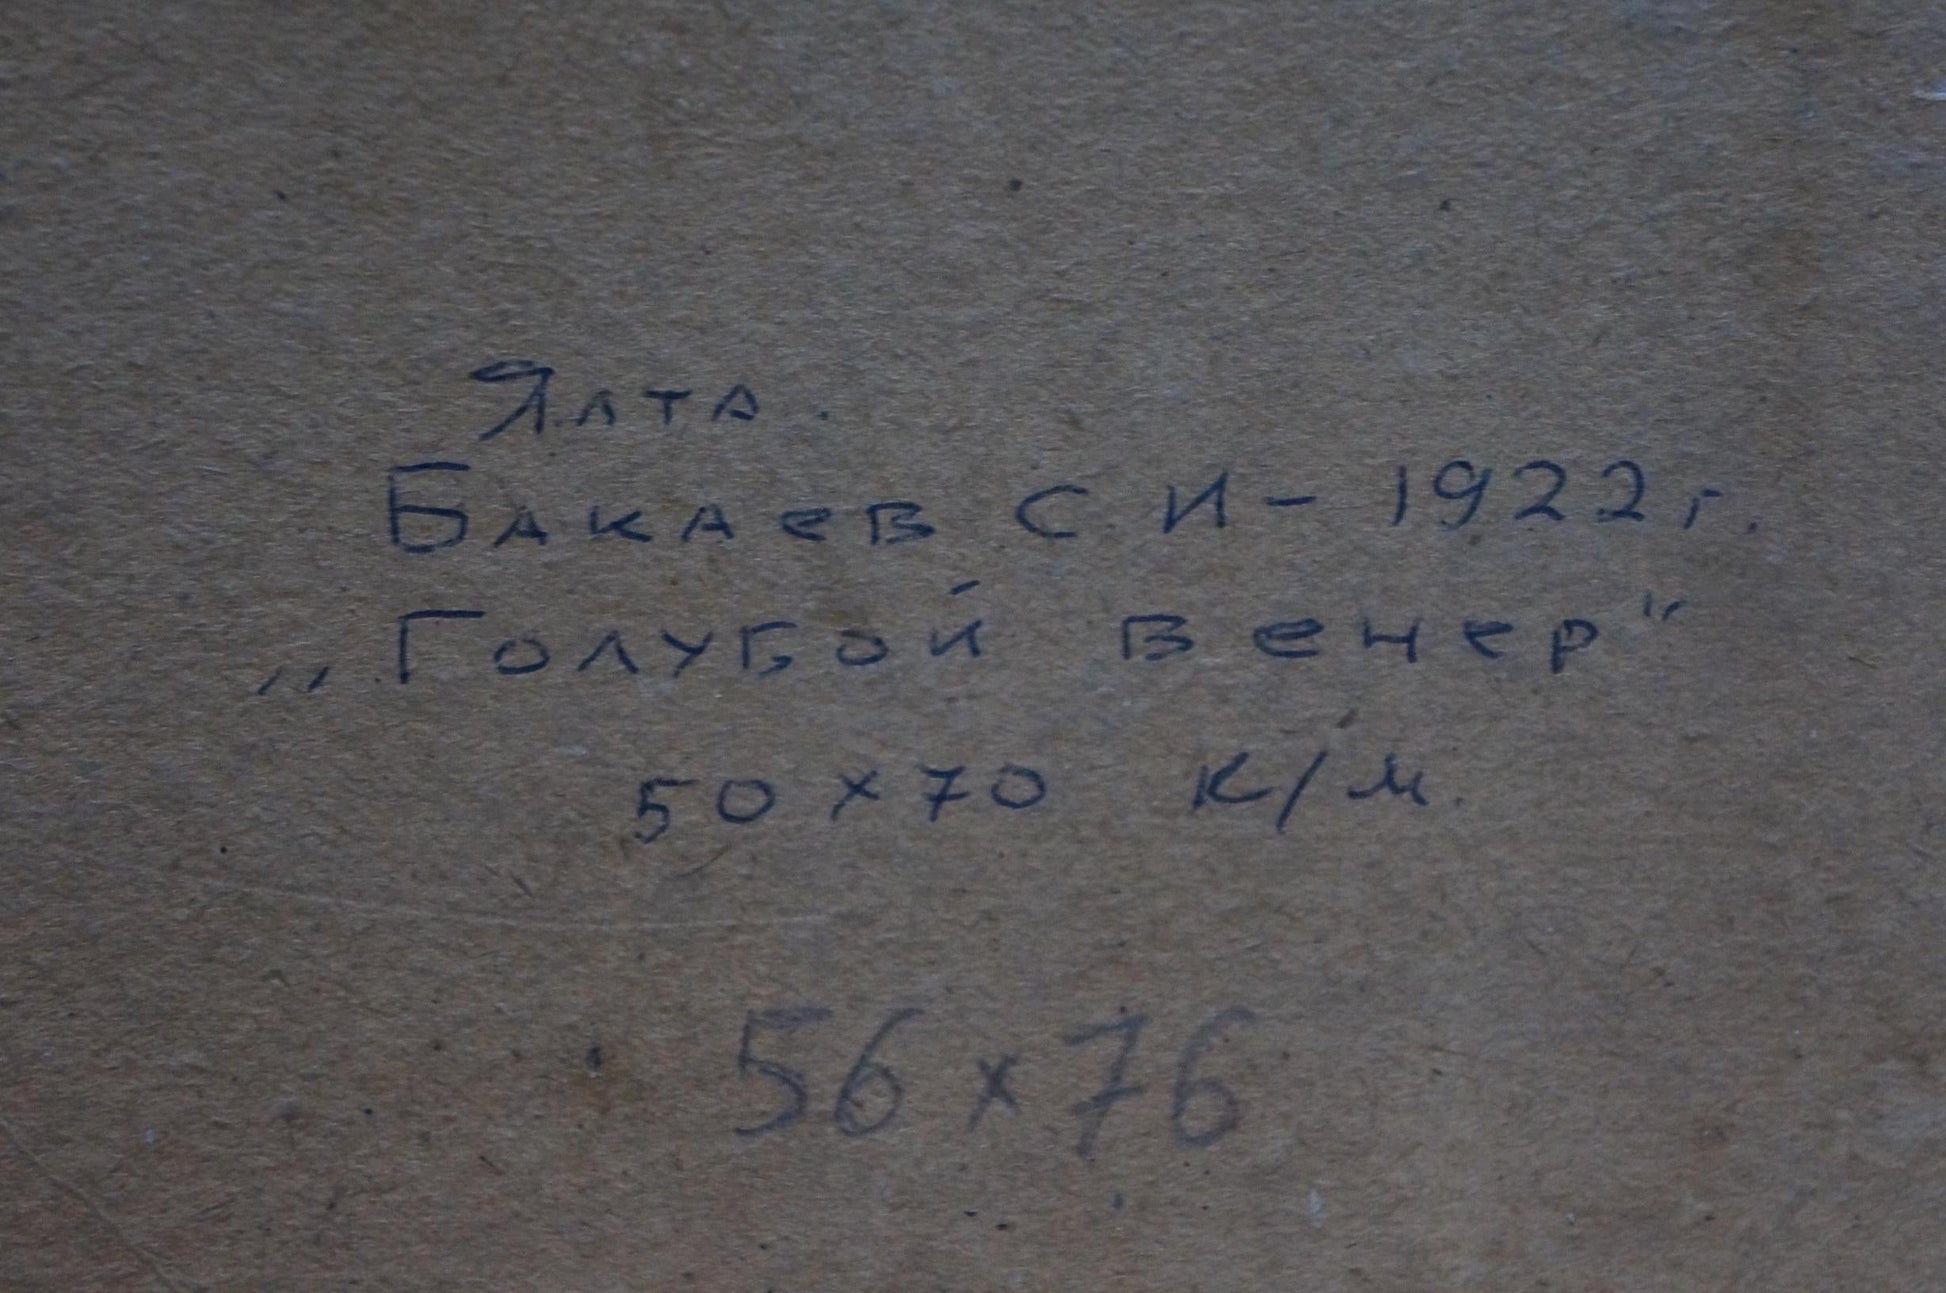 Ялта.
Бакаев С И - 1922 г.
„Голубой вечер"
50 х 70 к/м.
56 х 76